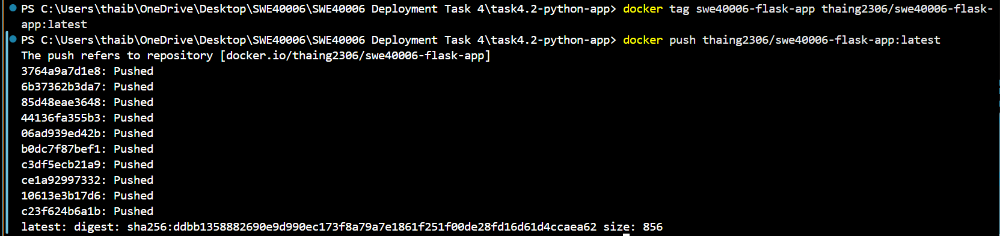 PS C:\Users\thaib\OneDrive\Desktop\SWE40006\SWE40006 Deployment Task 4\task4.2-python-app> docker tag swe40006-flask-app thaing2306/swe40006-flask-
app:latest
PS C:\Users\thaib\OneDrive\Desktop\SWE40006\SWE40006 Deployment Task 4\task4.2-python-app> docker push thaing2306/swe40006-flask-app:latest
The push refers to repository [docker.io/thaing2306/swe40006-flask-app]
3764a9a7d1e8: Pushed
6b37362b3da7: Pushed
85d48eae3648: Pushed
44136fa355b3: Pushed
06ad939ed42b: Pushed
b0dc7f87bef1: Pushed
c3df5ecb21a9: Pushed
ce1a92997332: Pushed
10613e3b17d6: Pushed
c23f624b6a1b: Pushed
latest: digest: sha256:ddbb1358882690e9d990ec173f8a79a7e1861f251f00de28fd16d61d4ccaea62 size: 856